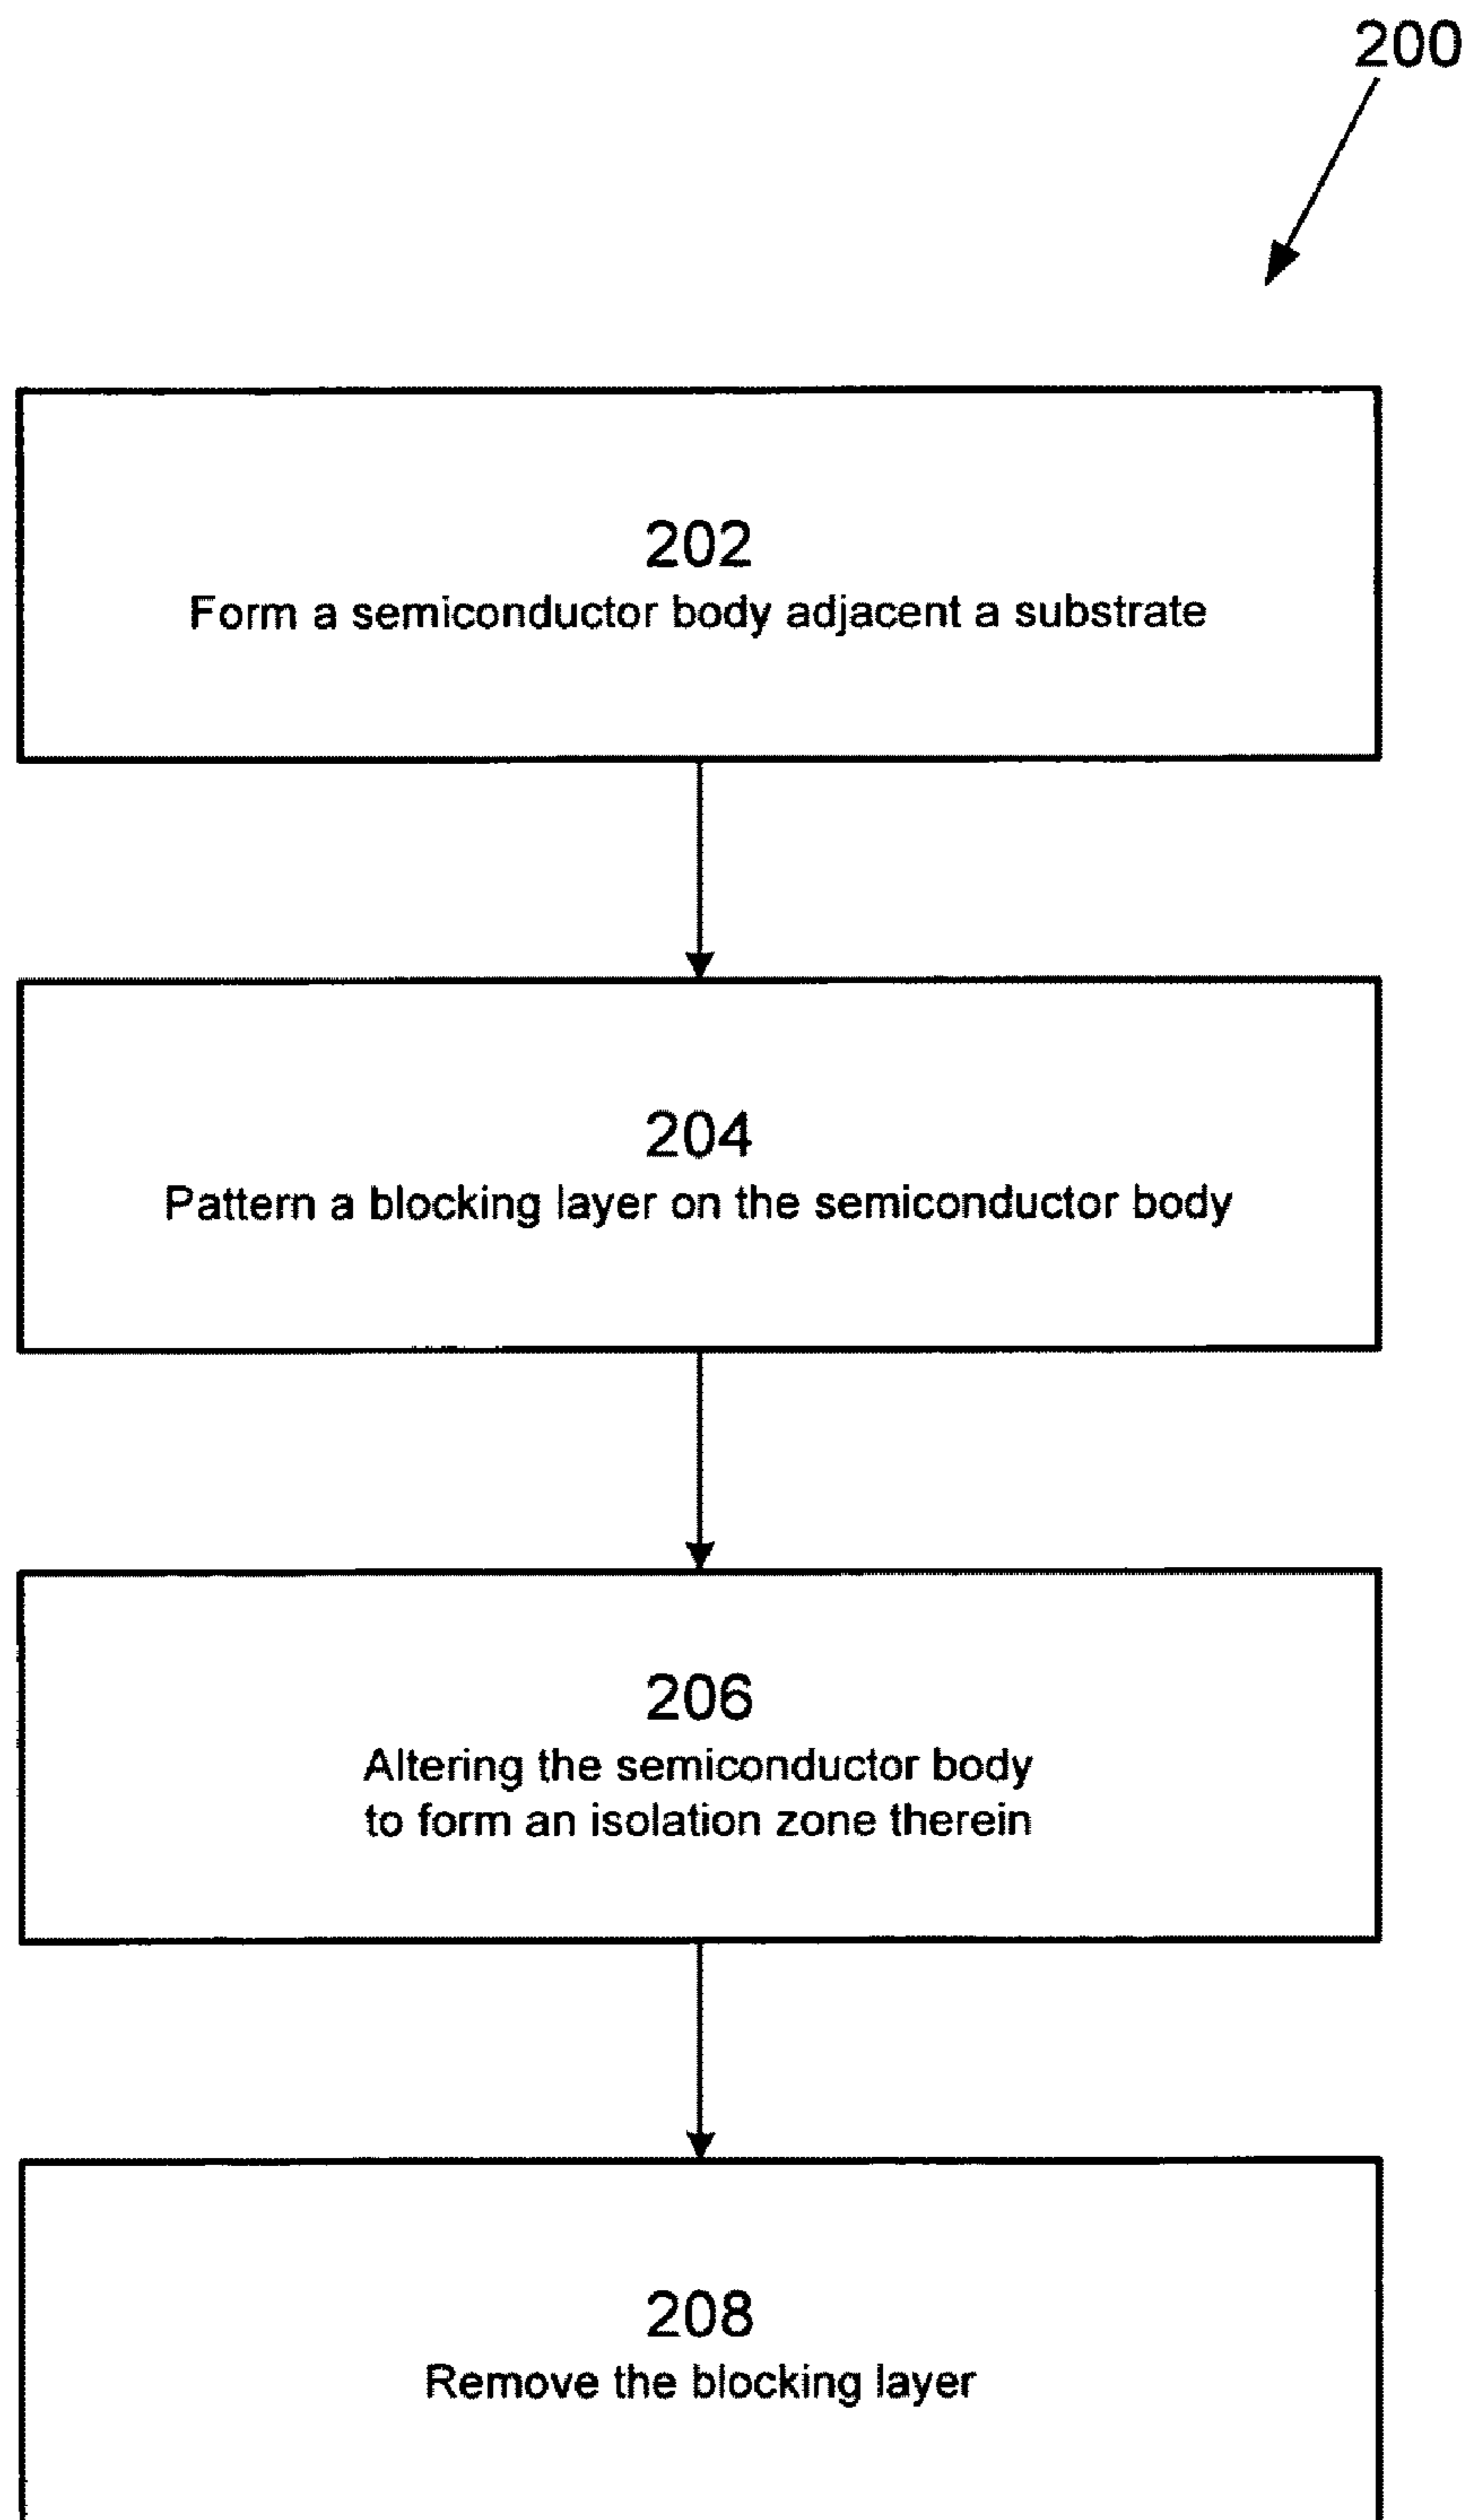 200
202
Form a semiconductor body adjacent a substrate
204
Pattern a blocking layer on the semiconductor body
206
Altering the semiconductor body
to form an isolation zone therein
208
Remove the blocking layer